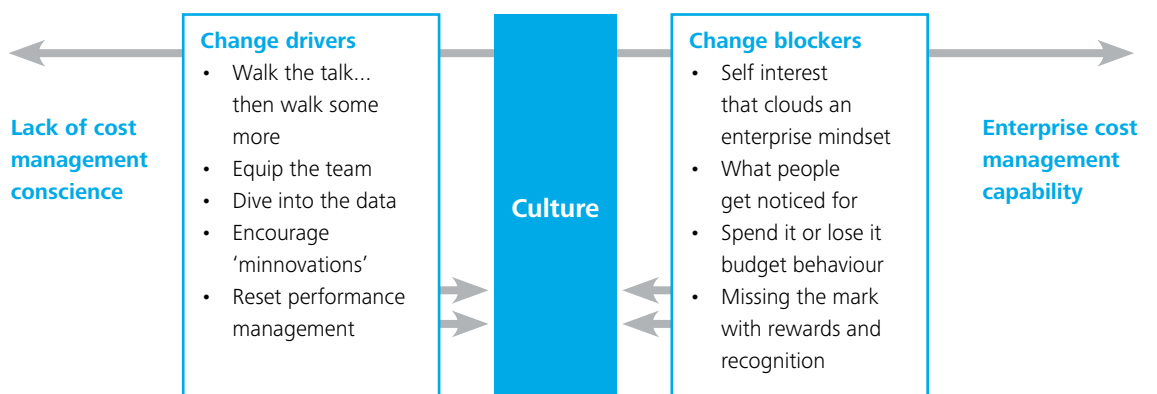 Lack of cost
management
conscience
Change drivers
• Walk the talk...
then walk some
more
• Equip the team
• Dive into the data
• Encourage
‘minnovations’
• Reset performance
management
Culture
Change blockers
• Self interest
that clouds an
enterprise mindset
• What people
get noticed for
• Spend it or lose it
budget behaviour
• Missing the mark
with rewards and
recognition
Enterprise cost
management
capability